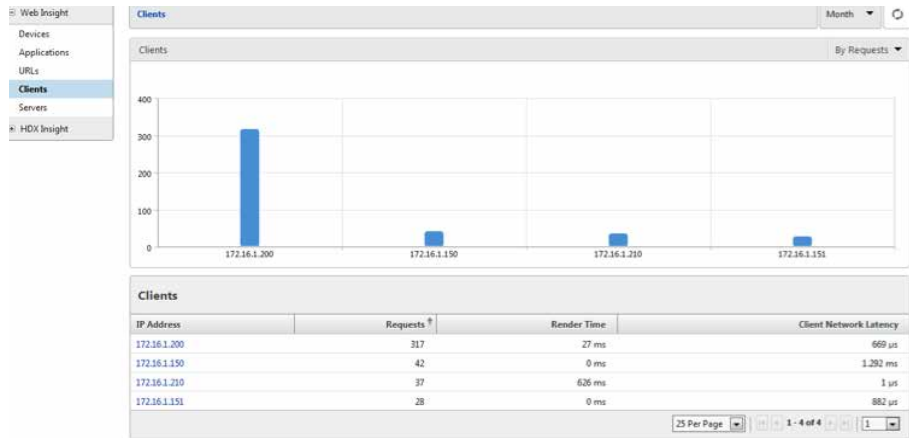 Web Insight
Devices
Applications
URLs
Clients
Servers
HDX Insight
Clients
Month
Clients
By Requests
400
300
200
100
0
172.16.1.200 172.16.1.150 172.16.1.210 172.16.1.151
Clients
IP Address Requests Render Time Client Network Latency
172.16.1.200 317 27 ms 669 µs
172.16.1.150 42 0 ms 1.292 ms
172.16.1.210 37 626 ms 1 µs
172.16.1.151 28 0 ms 882 µs
25 Per Page 1 - 4 of 4 1